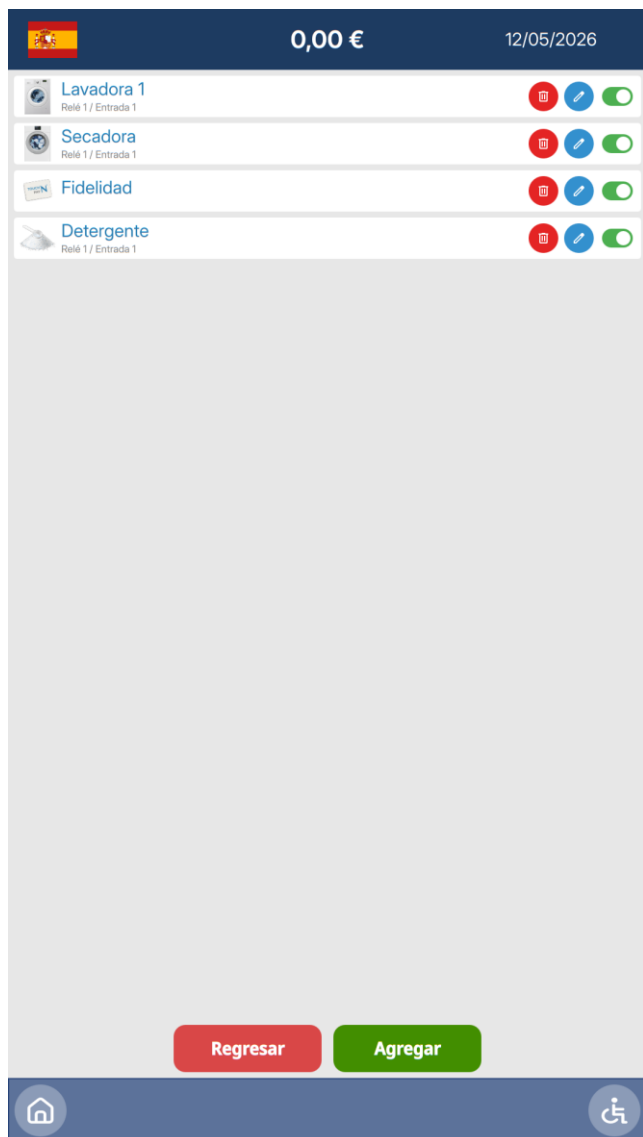 0,00 €
12/05/2026
Lavadora 1
Relé 1 / Entrada 1
Secadora
Relé 1 / Entrada 1
Fidelidad
Detergente
Relé 1 / Entrada 1
Regresar
Agregar